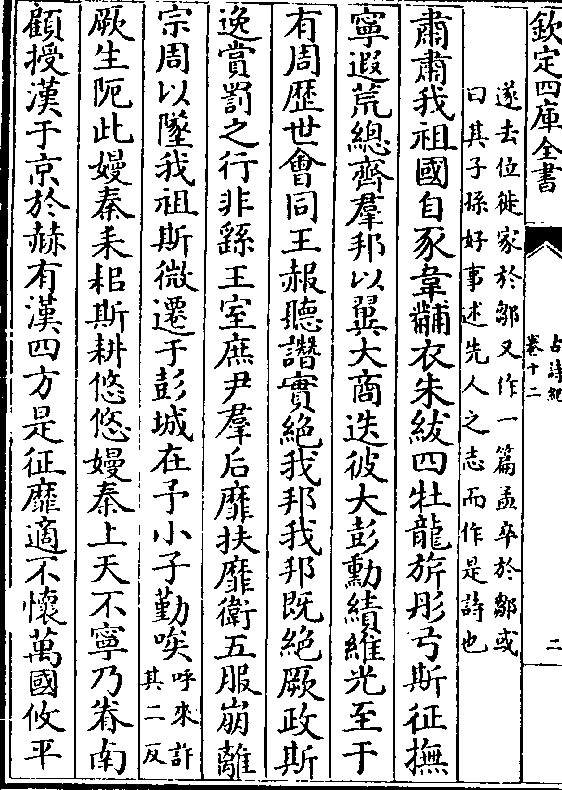 欽定四庫全書
古詩紀
卷十二
二
遂去位徙家於鄒又作一篇孟卒於鄒或
曰其子孫好事述先人之志而作是詩也
肅肅我祖國自豕韋黼衣朱紱四牡龍旂彤弓斯征撫
寧遐荒總齊羣邦以翼大商迭彼大彭勳績維光至于
有周歴世會同王赧聽譖實絶我邦我邦既絶厥政斯
逸賞罰之行非繇王室庶尹羣后靡扶靡衛五服崩離
宗周以墜我祖斯微遷于彭城在予小子勤唉呼來許其二反
厥生阨此嫚秦耒耜斯耕悠悠嫚秦上天不寧乃眷南
顧授漢于京於赫有漢四方是征靡適不懷萬國攸平